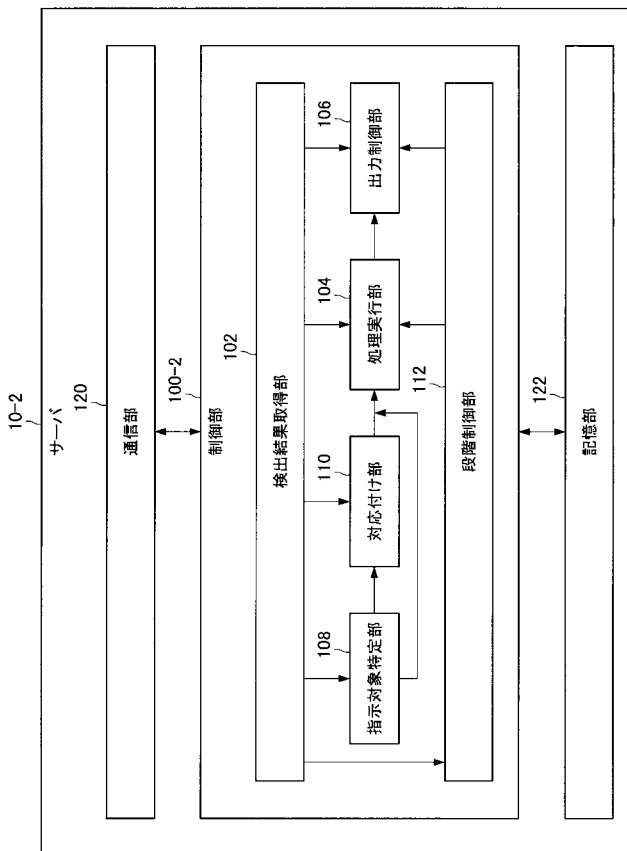 10-2
サーバ
120
通信部
100-2
制御部
102
検出結果取得部
108
指示対象特定部
110
対応付け部
104
処理実行部
106
出力制御部
112
段階制御部
122
記憶部